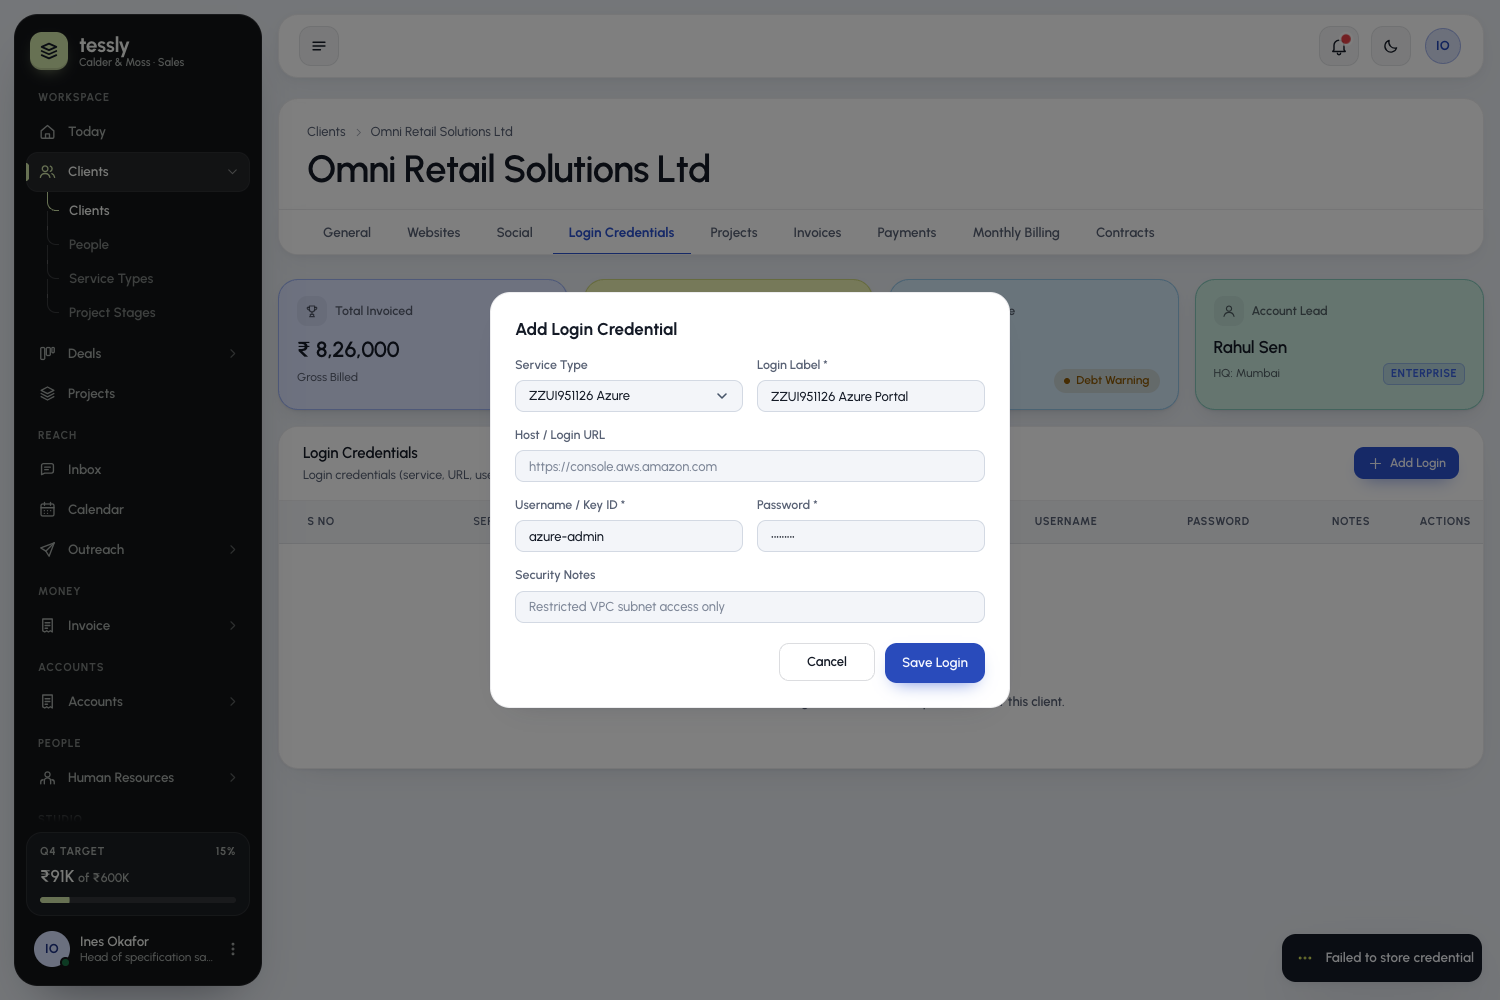 tessly
Calder & Moss · Sales
WORKSPACE
Today
Clients
Clients
People
Service Types
Project Stages
Deals
Projects
REACH
Inbox
Calendar
Outreach
MONEY
Invoice
ACCOUNTS
Accounts
PEOPLE
Human Resources
STUDIO
Q4 TARGET 15%
₹91K of ₹600K
IO
Ines Okafor
Head of specification sa...
IO
Clients > Omni Retail Solutions Ltd
Omni Retail Solutions Ltd
General Websites Social Login Credentials Projects Invoices Payments Monthly Billing Contracts
Total Invoiced
₹ 8,26,000
Gross Billed
Debt Warning
Account Lead
Rahul Sen
HQ: Mumbai ENTERPRISE
Login Credentials
Login credentials (service, URL,
Add Login
S NO USERNAME PASSWORD NOTES ACTIONS
this client.
Add Login Credential
Service Type Login Label *
ZZUI951126 Azure ZZUI951126 Azure Portal
Host / Login URL
https://console.aws.amazon.com
Username / Key ID * Password *
azure-admin ·········
Security Notes
Restricted VPC subnet access only
Cancel Save Login
Failed to store credential